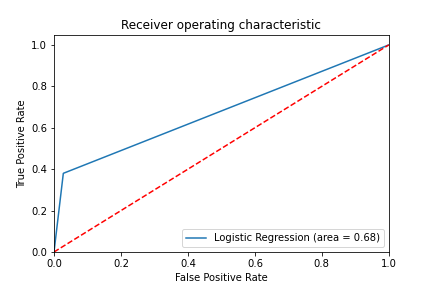 Receiver operating characteristic
1.0
0.8
0.6
0.4
0.2
0.0
True Positive Rate
Logistic Regression (area = 0.68)
0.0 0.2 0.4 0.6 0.8 1.0
False Positive Rate